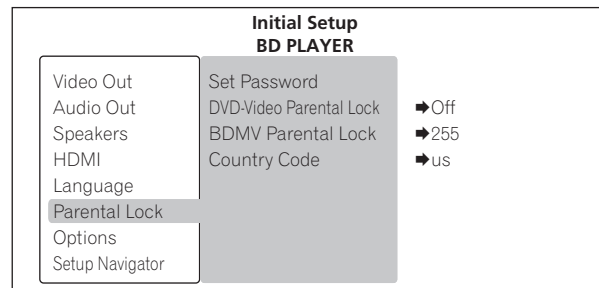 Initial Setup
BD PLAYER
Video Out
Audio Out
Speakers
HDMI
Language
Parental Lock
Options
Setup Navigator
Set Password
DVD-Video Parental Lock ➡Off
BDMV Parental Lock ➡255
Country Code ➡us